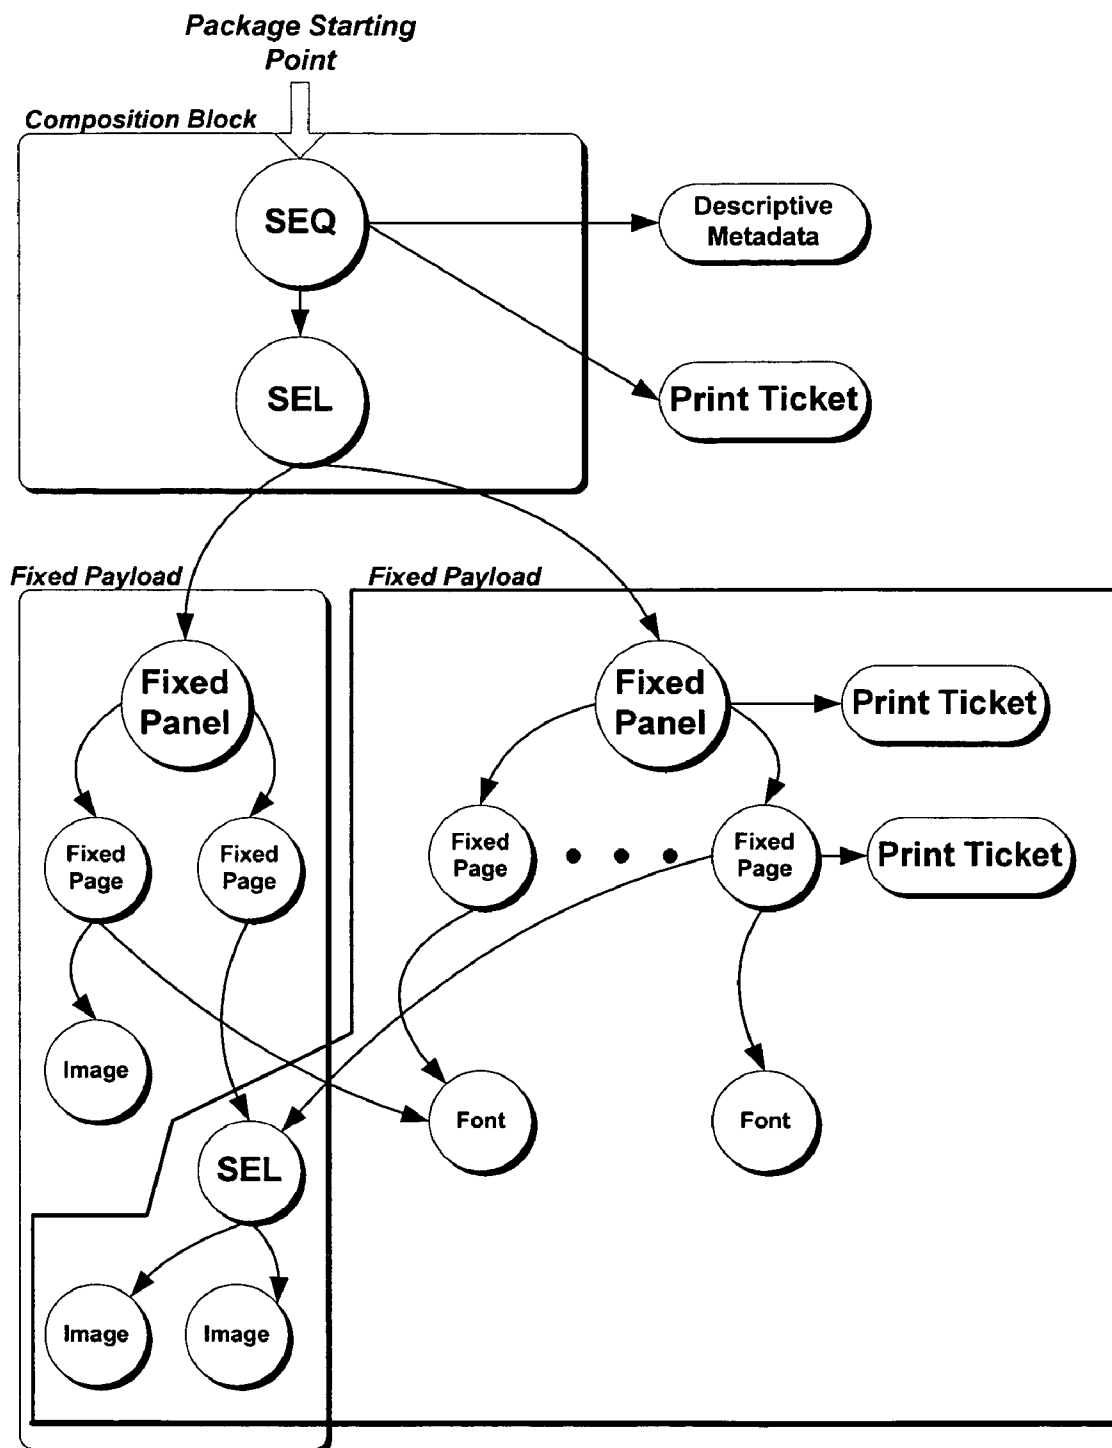 Package Starting
Point
Composition Block
SEQ
Descriptive
Metadata
SEL
Print Ticket
Fixed Payload
Fixed Payload
Fixed
Panel
Fixed
Panel
Print Ticket
Fixed
Page
Fixed
Page
Fixed
Page
Fixed
Page
Print Ticket
Image
Font
Font
SEL
Image
Image